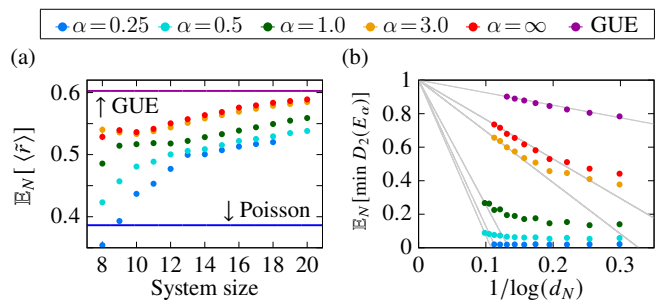 α=0.25 α=0.5 α=1.0 α=3.0 α=∞ GUE
(a)
0.6
0.5
0.4
𝔼_N[⟨r̃⟩]
↑ GUE
↓ Poisson
8 10 12 14 16 18 20
System size
(b)
1
0.8
0.6
0.4
0.2
0
𝔼_N[min D_2(E_α)]
0 0.1 0.2 0.3 0.4
1/log(d_N)